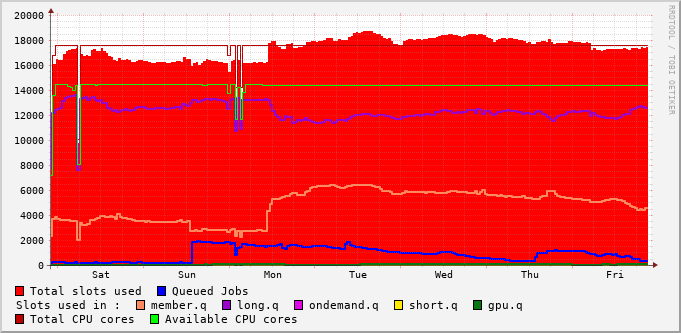 20000
18000
16000
14000
12000
10000
8000
6000
4000
2000
0
Sat Sun Mon Tue Wed Thu Fri
Total slots used Queued Jobs
Slots used in : member.q long.q ondemand.q short.q gpu.q
Total CPU cores Available CPU cores
RRDTOOL / TOBI OETIKER